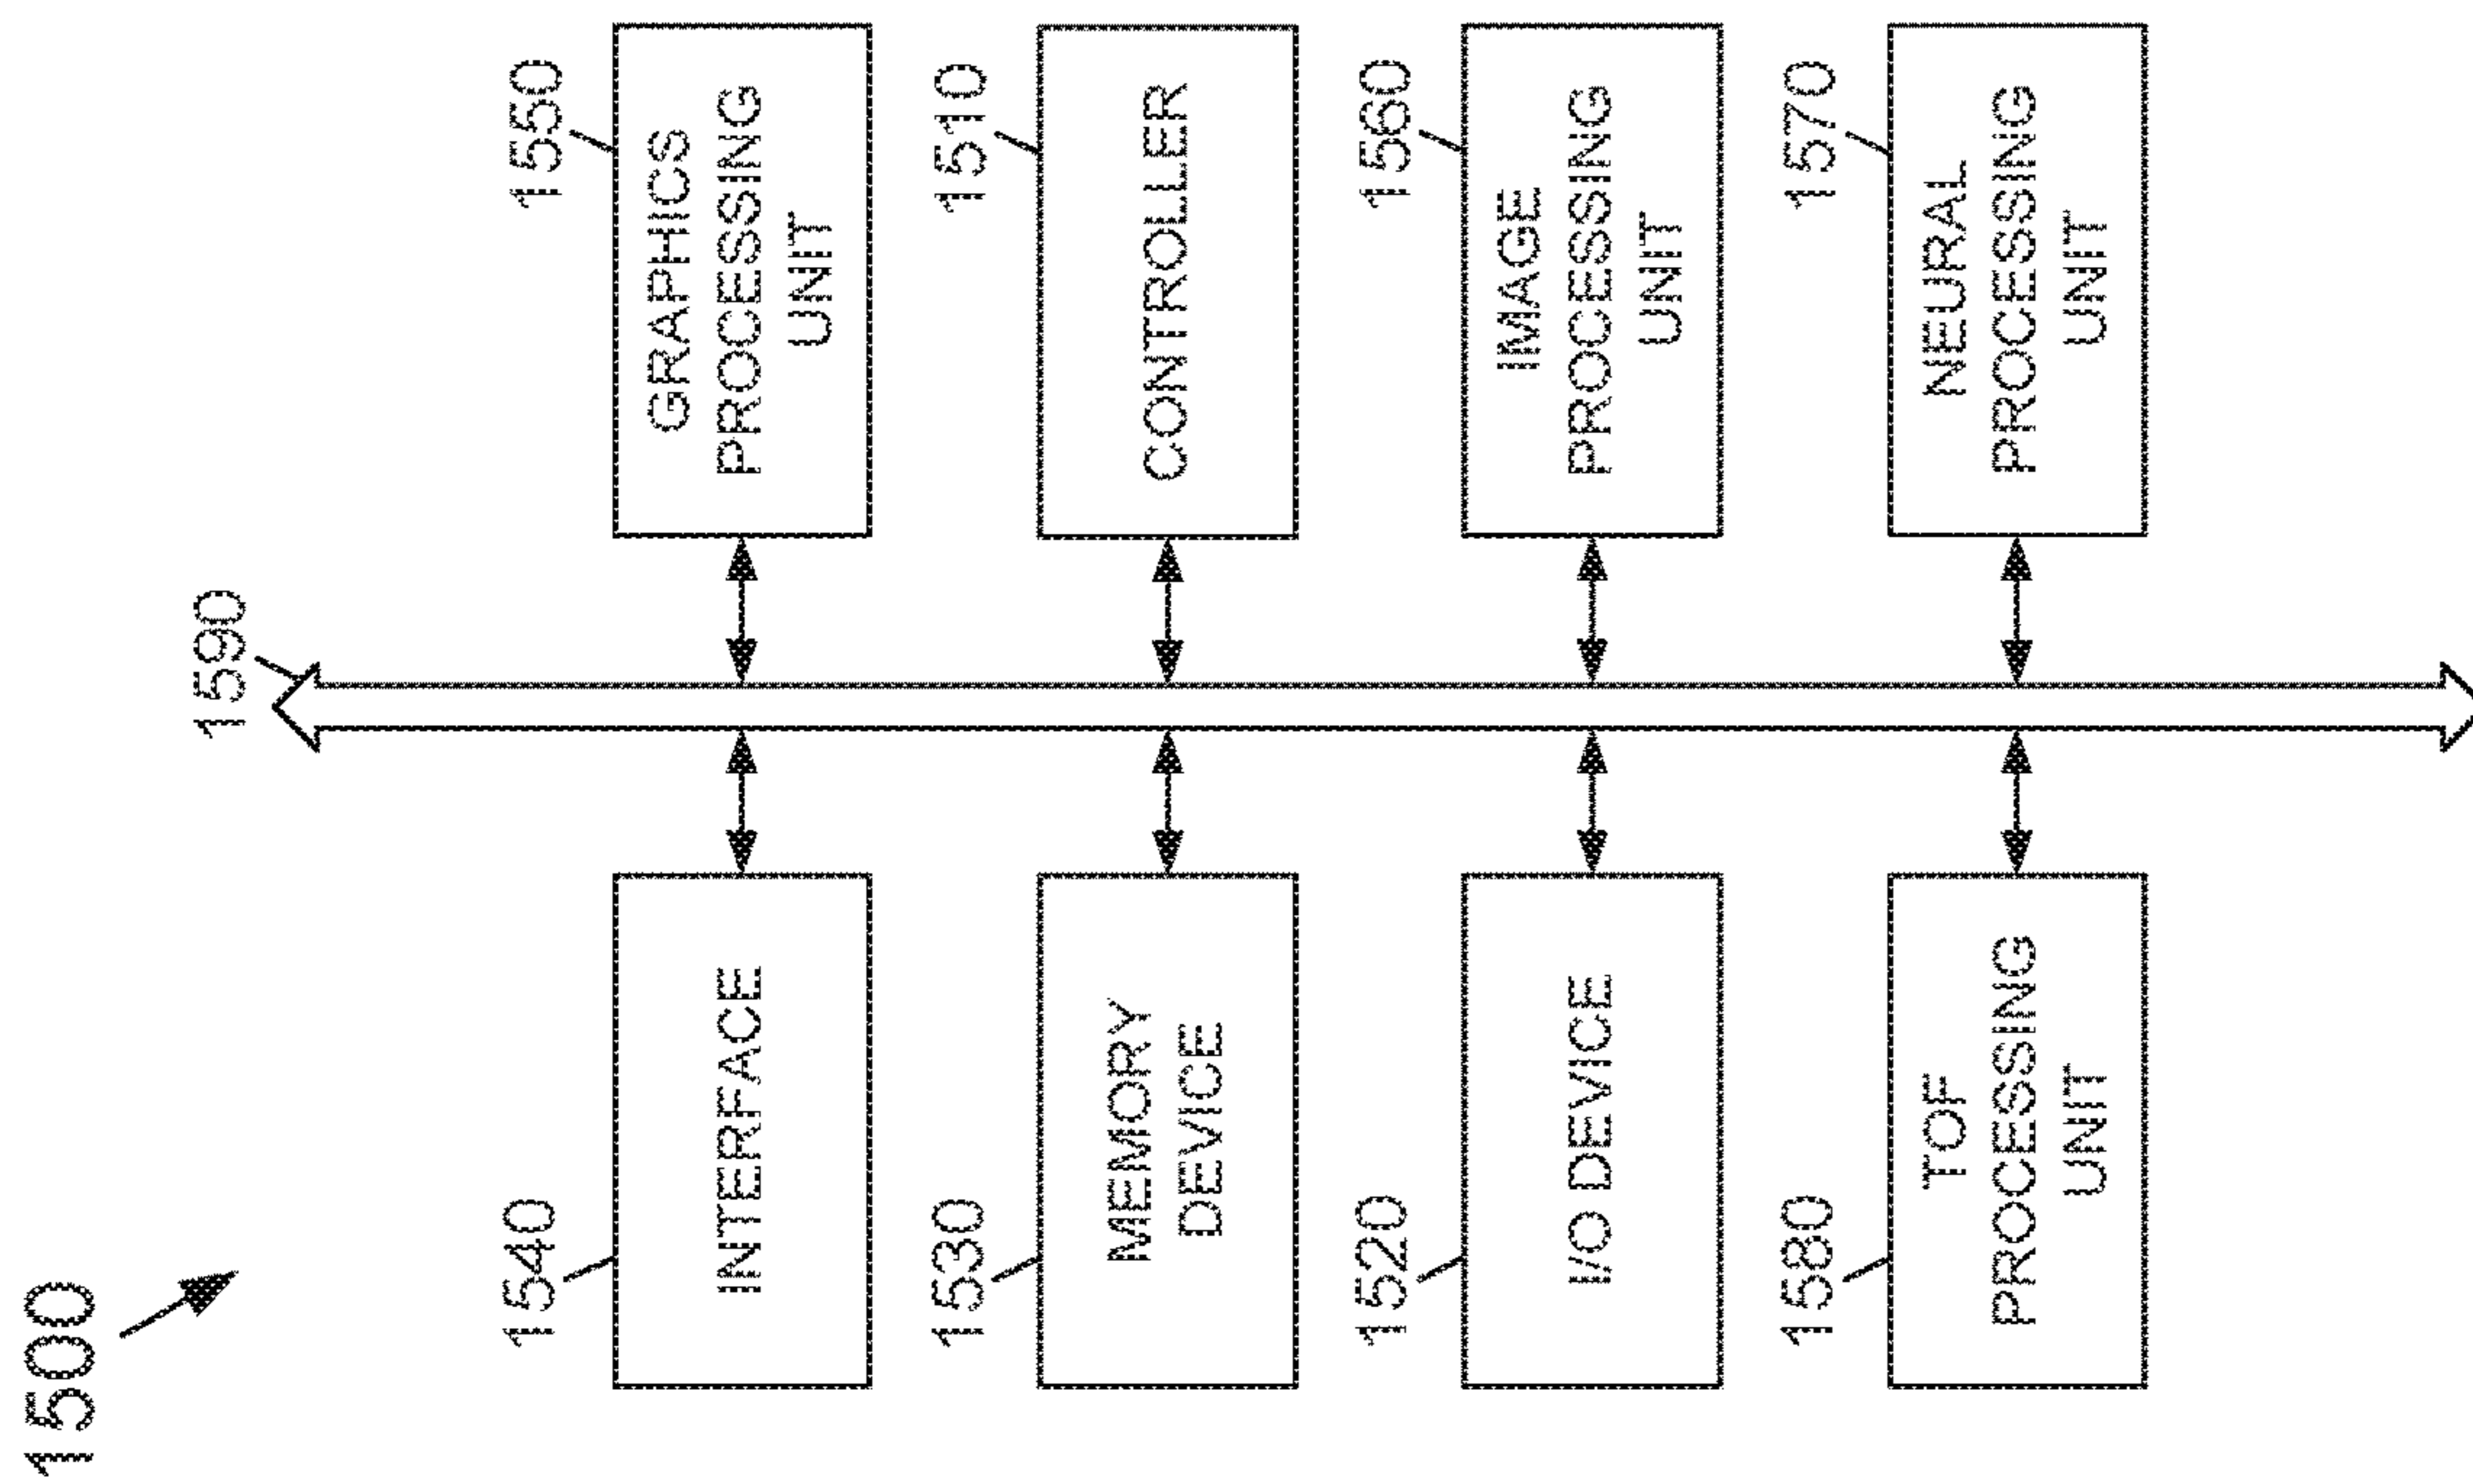 1500
1590
1540
INTERFACE
1550
GRAPHICS
PROCESSING
UNIT
1530
MEMORY
DEVICE
1510
CONTROLLER
1520
I/O DEVICE
1560
IMAGE
PROCESSING
UNIT
1580
TOF
PROCESSING
UNIT
1570
NEURAL
PROCESSING
UNIT